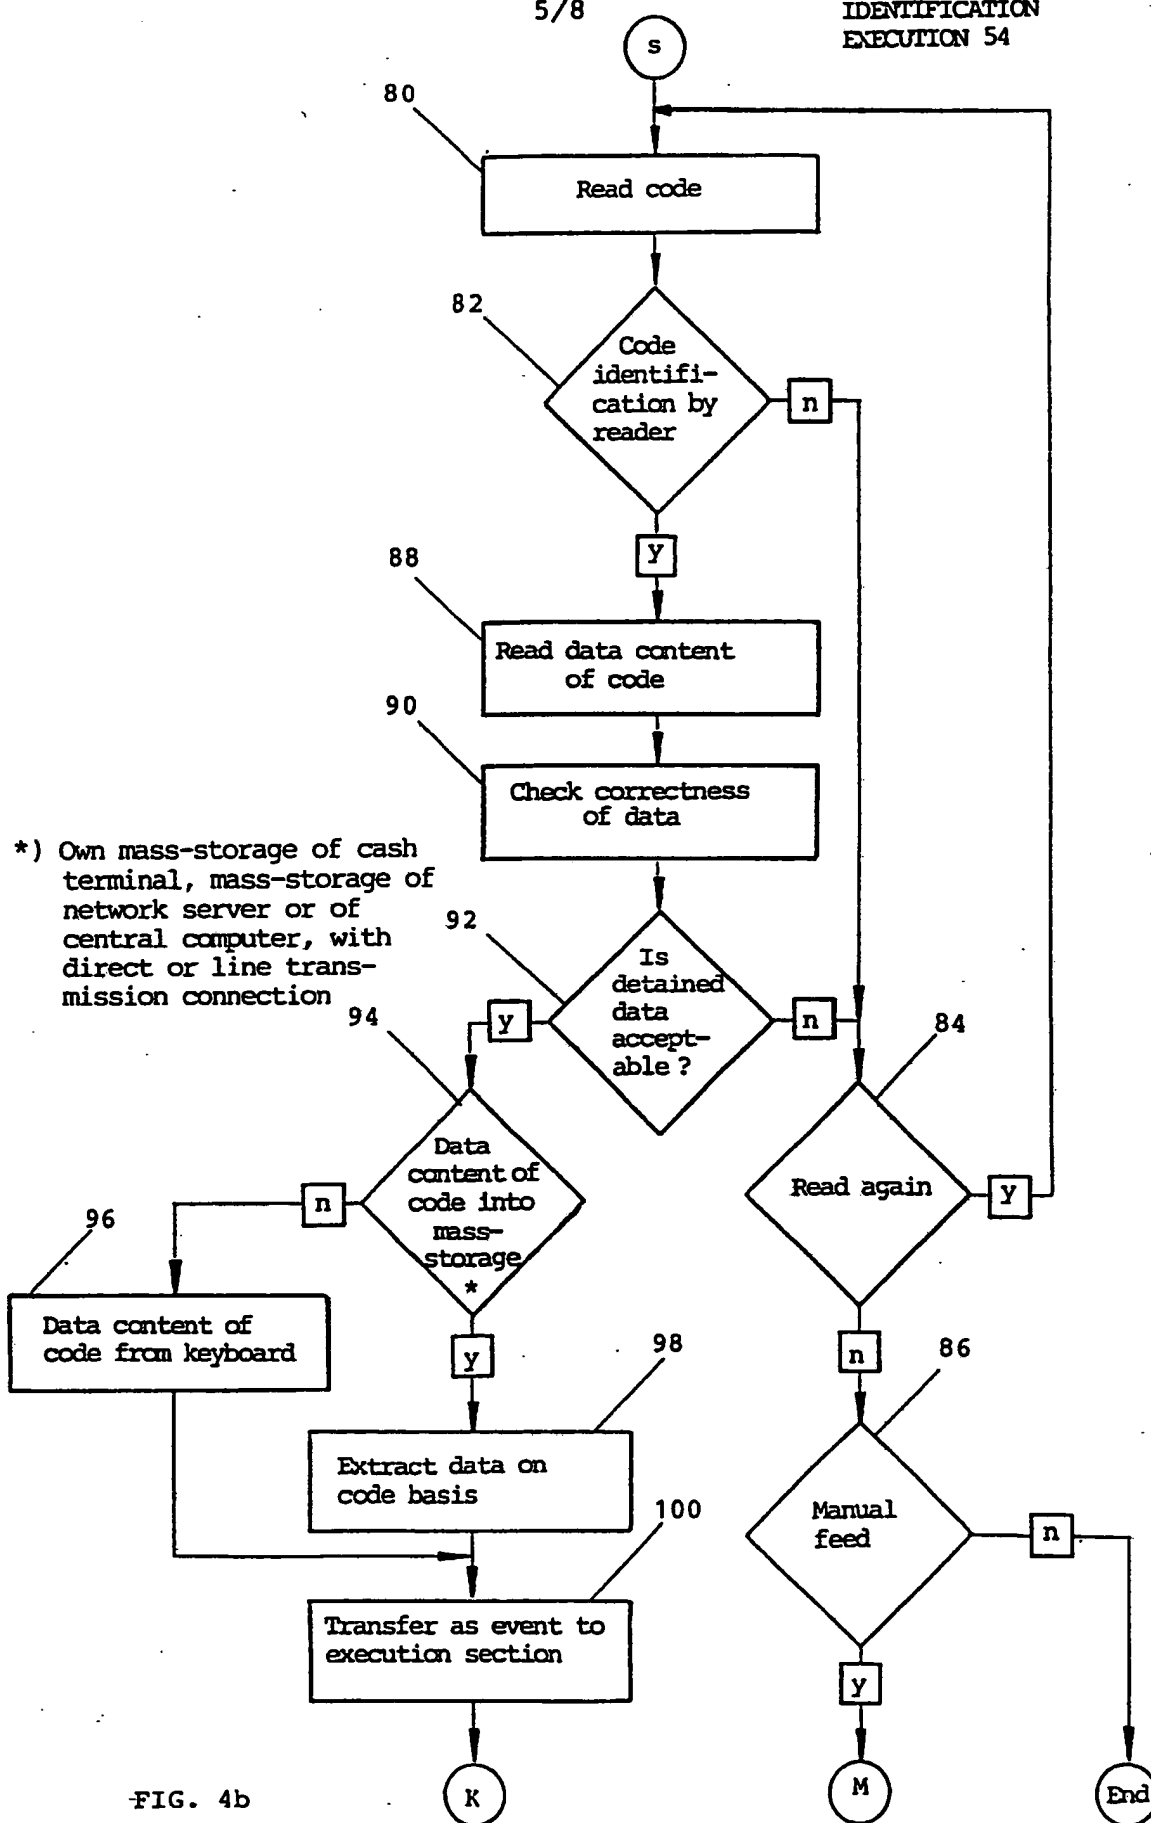 5/8
IDENTIFICATION
EXECUTION 54
s
80
Read code
82
Code
identifi-
cation by
reader
n
y
88
Read data content
of code
90
Check correctness
of data
*) Own mass-storage of cash
terminal, mass-storage of
network server or of
central computer, with
direct or line trans-
mission connection
92
Is
detained
data
accept-
able ?
y
n
94
84
Data
content of
code into
mass-
storage
*
n
Read again
y
96
Data content of
code from keyboard
y
98
n
86
Extract data on
code basis
100
Manual
feed
n
Transfer as event to
execution section
y
FIG. 4b
K
M
End